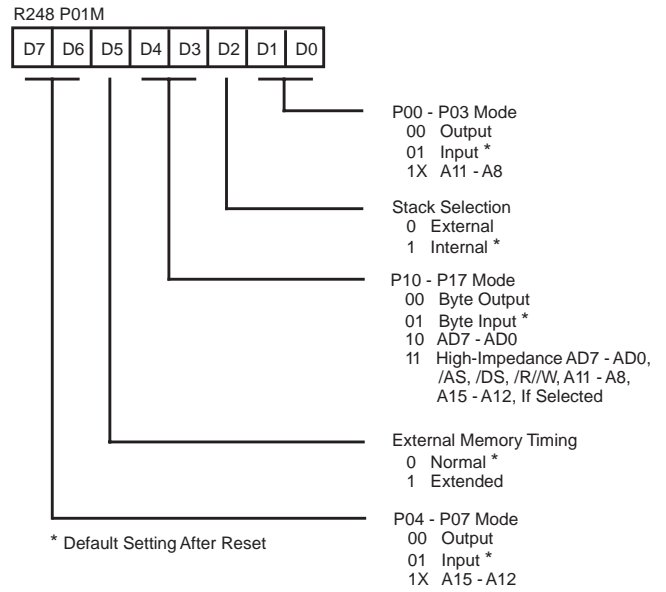 R248 P01M
D7 D6 D5 D4 D3 D2 D1 D0
P00 - P03 Mode
00 Output
01 Input *
1X A11 - A8
Stack Selection
0 External
1 Internal *
P10 - P17 Mode
00 Byte Output
01 Byte Input *
10 AD7 - AD0
11 High-Impedance AD7 - AD0,
/AS, /DS, /R//W, A11 - A8,
A15 - A12, If Selected
External Memory Timing
0 Normal *
1 Extended
P04 - P07 Mode
00 Output
01 Input *
1X A15 - A12
* Default Setting After Reset